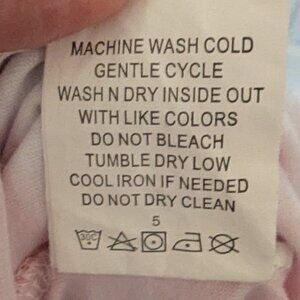 MACHINE WASH COLD
GENTLE CYCLE
WASH N DRY INSIDE OUT
WITH LIKE COLORS
DO NOT BLEACH
TUMBLE DRY LOW
COOL IRON IF NEEDED
DO NOT DRY CLEAN
5
30C